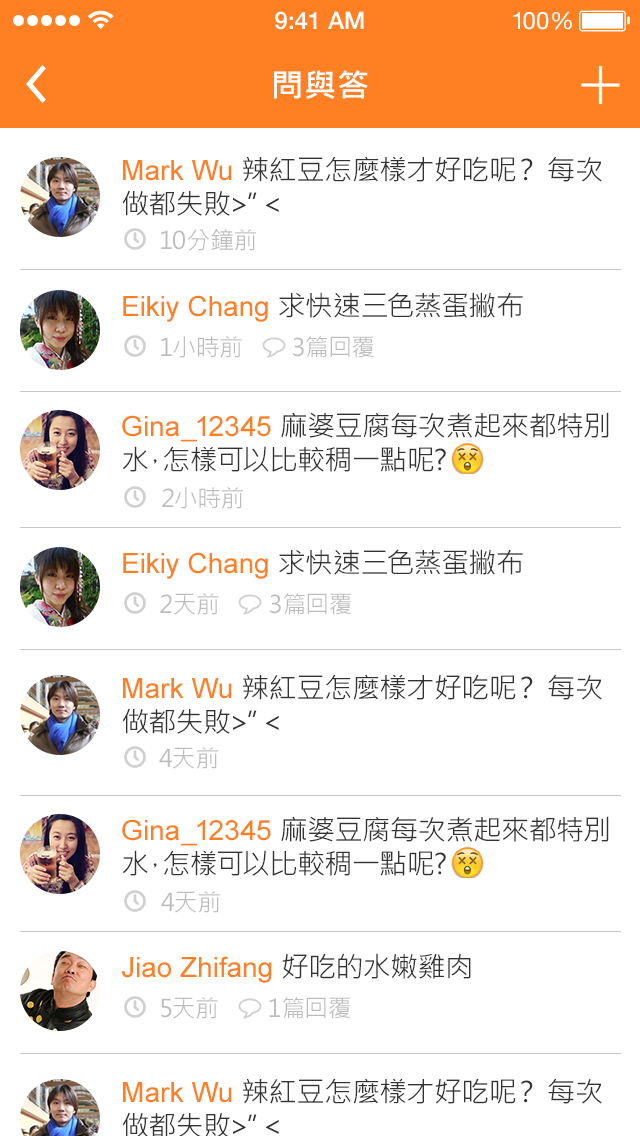 9:41 AM 100%
問與答
Mark Wu 辣紅豆怎麼樣才好吃呢？ 每次
做都失敗>” <
10分鐘前
Eikiy Chang 求快速三色蒸蛋撇布
1小時前 3篇回覆
Gina_12345 麻婆豆腐每次煮起來都特別
水，怎樣可以比較稠一點呢?😵
2小時前
Eikiy Chang 求快速三色蒸蛋撇布
2天前 3篇回覆
Mark Wu 辣紅豆怎麼樣才好吃呢？ 每次
做都失敗>” <
4天前
Gina_12345 麻婆豆腐每次煮起來都特別
水，怎樣可以比較稠一點呢?😵
4天前
Jiao Zhifang 好吃的水嫩雞肉
5天前 1篇回覆
Mark Wu 辣紅豆怎麼樣才好吃呢？ 每次
做都失敗>” <